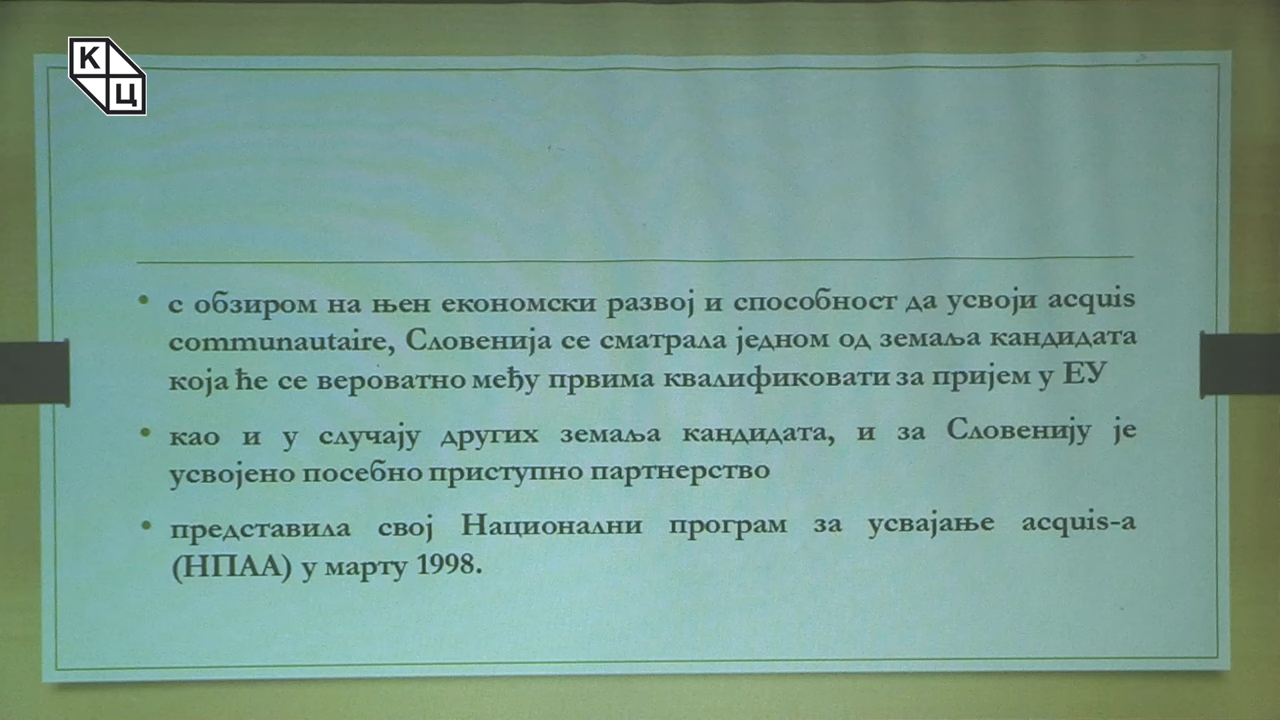 КЦ
с обзиром на њен економски развој и способност да усвоји acquis
communautaire, Словенија се сматрала једном од земаља кандидата
која ће се вероватно међу првима квалификовати за пријем у ЕУ
као и у случају других земаља кандидата, и за Словенију је
усвојено посебно приступно партнерство
представила свој Национални програм за усвајање acquis-а
(НПАА) у марту 1998.